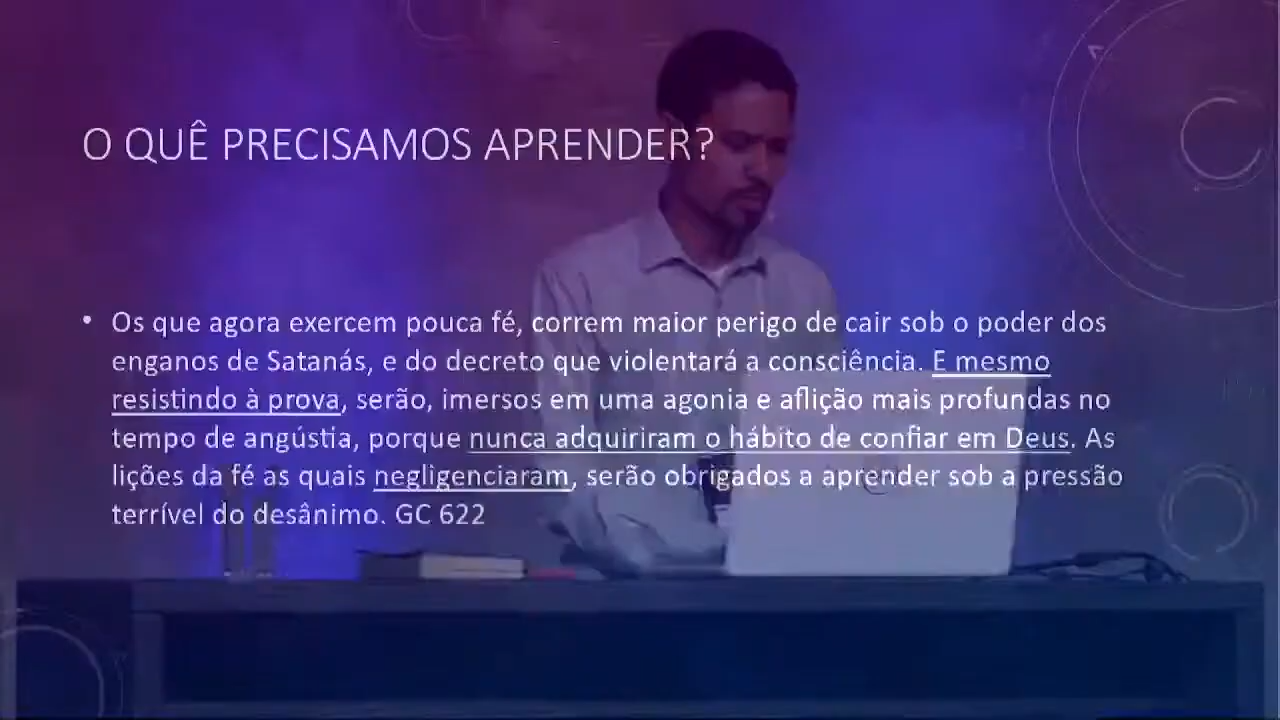 O QUÊ PRECISAMOS APRENDER?
• Os que agora exercem pouca fé, correm maior perigo de cair sob o poder dos
enganos de Satanás, e do decreto que violentará a consciência. E mesmo
resistindo à prova, serão, imersos em uma agonia e aflição mais profundas no
tempo de angústia, porque nunca adquiriram o hábito de confiar em Deus. As
lições da fé as quais negligenciaram, serão obrigados a aprender sob a pressão
terrível do desânimo. GC 622